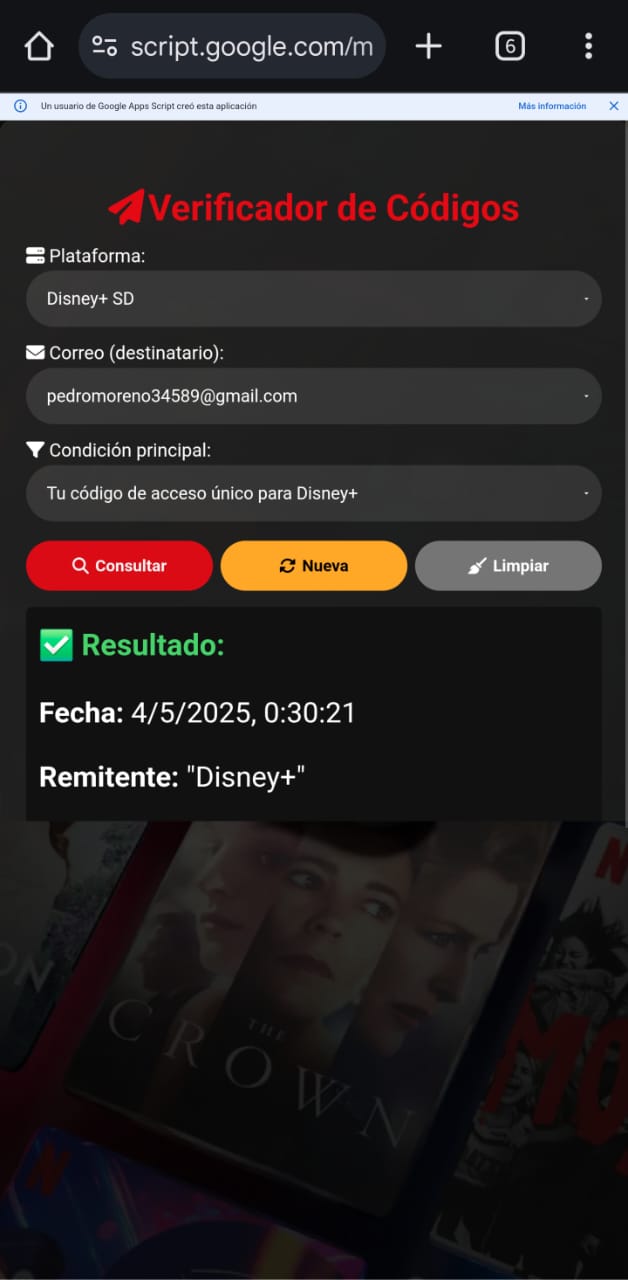 script.google.com/m
6
Un usuario de Google Apps Script creó esta aplicación
Más información
Verificador de Códigos
Plataforma:
Disney+ SD
Correo (destinatario):
pedromoreno34589@gmail.com
Condición principal:
Tu código de acceso único para Disney+
Consultar
Nueva
Limpiar
Resultado:
Fecha: 4/5/2025, 0:30:21
Remitente: "Disney+"
THE
CROWN